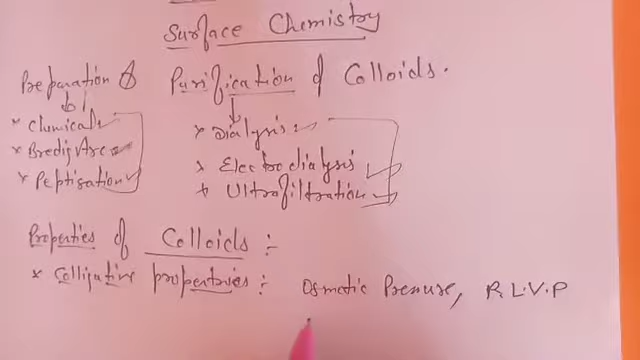 Surface Chemistry
Preparation & Purification of Colloids.
× Chemical
× Bredig Arc
× Peptisation
× Dialysis
× Electrodialysis
× Ultrafiltration
Properties of Colloids :-
× Colligative properties : Osmotic Pressure, R.L.V.P